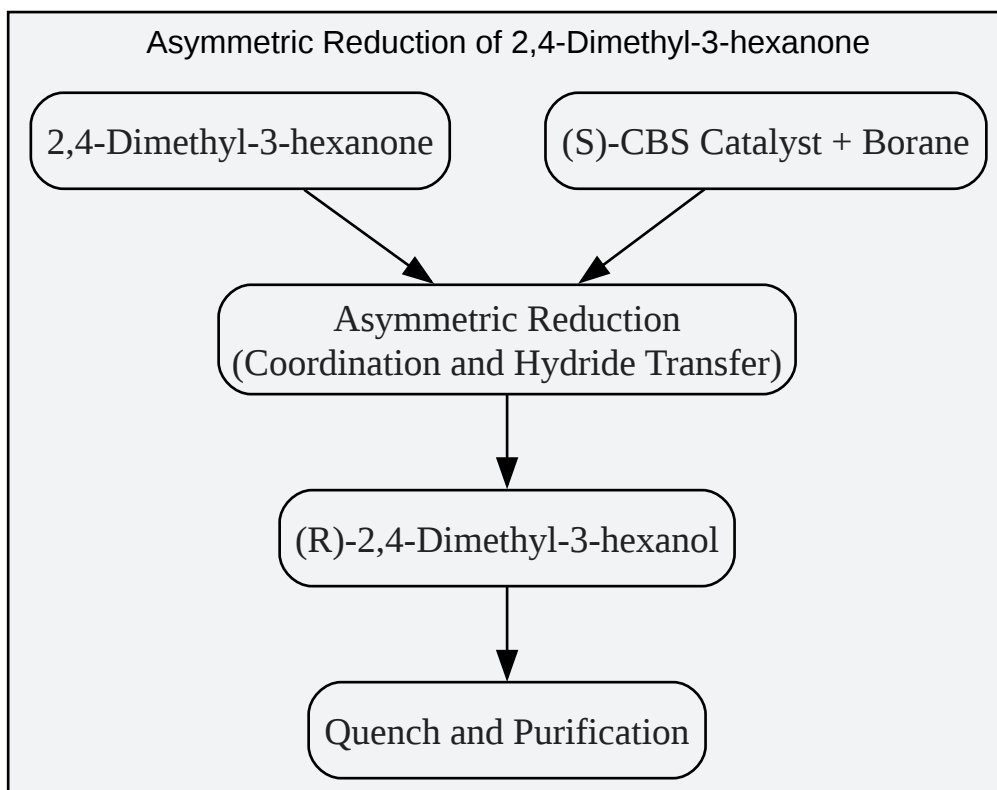 Asymmetric Reduction of 2,4-Dimethyl-3-hexanone
2,4-Dimethyl-3-hexanone
(S)-CBS Catalyst + Borane
Asymmetric Reduction
(Coordination and Hydride Transfer)
(R)-2,4-Dimethyl-3-hexanol
Quench and Purification